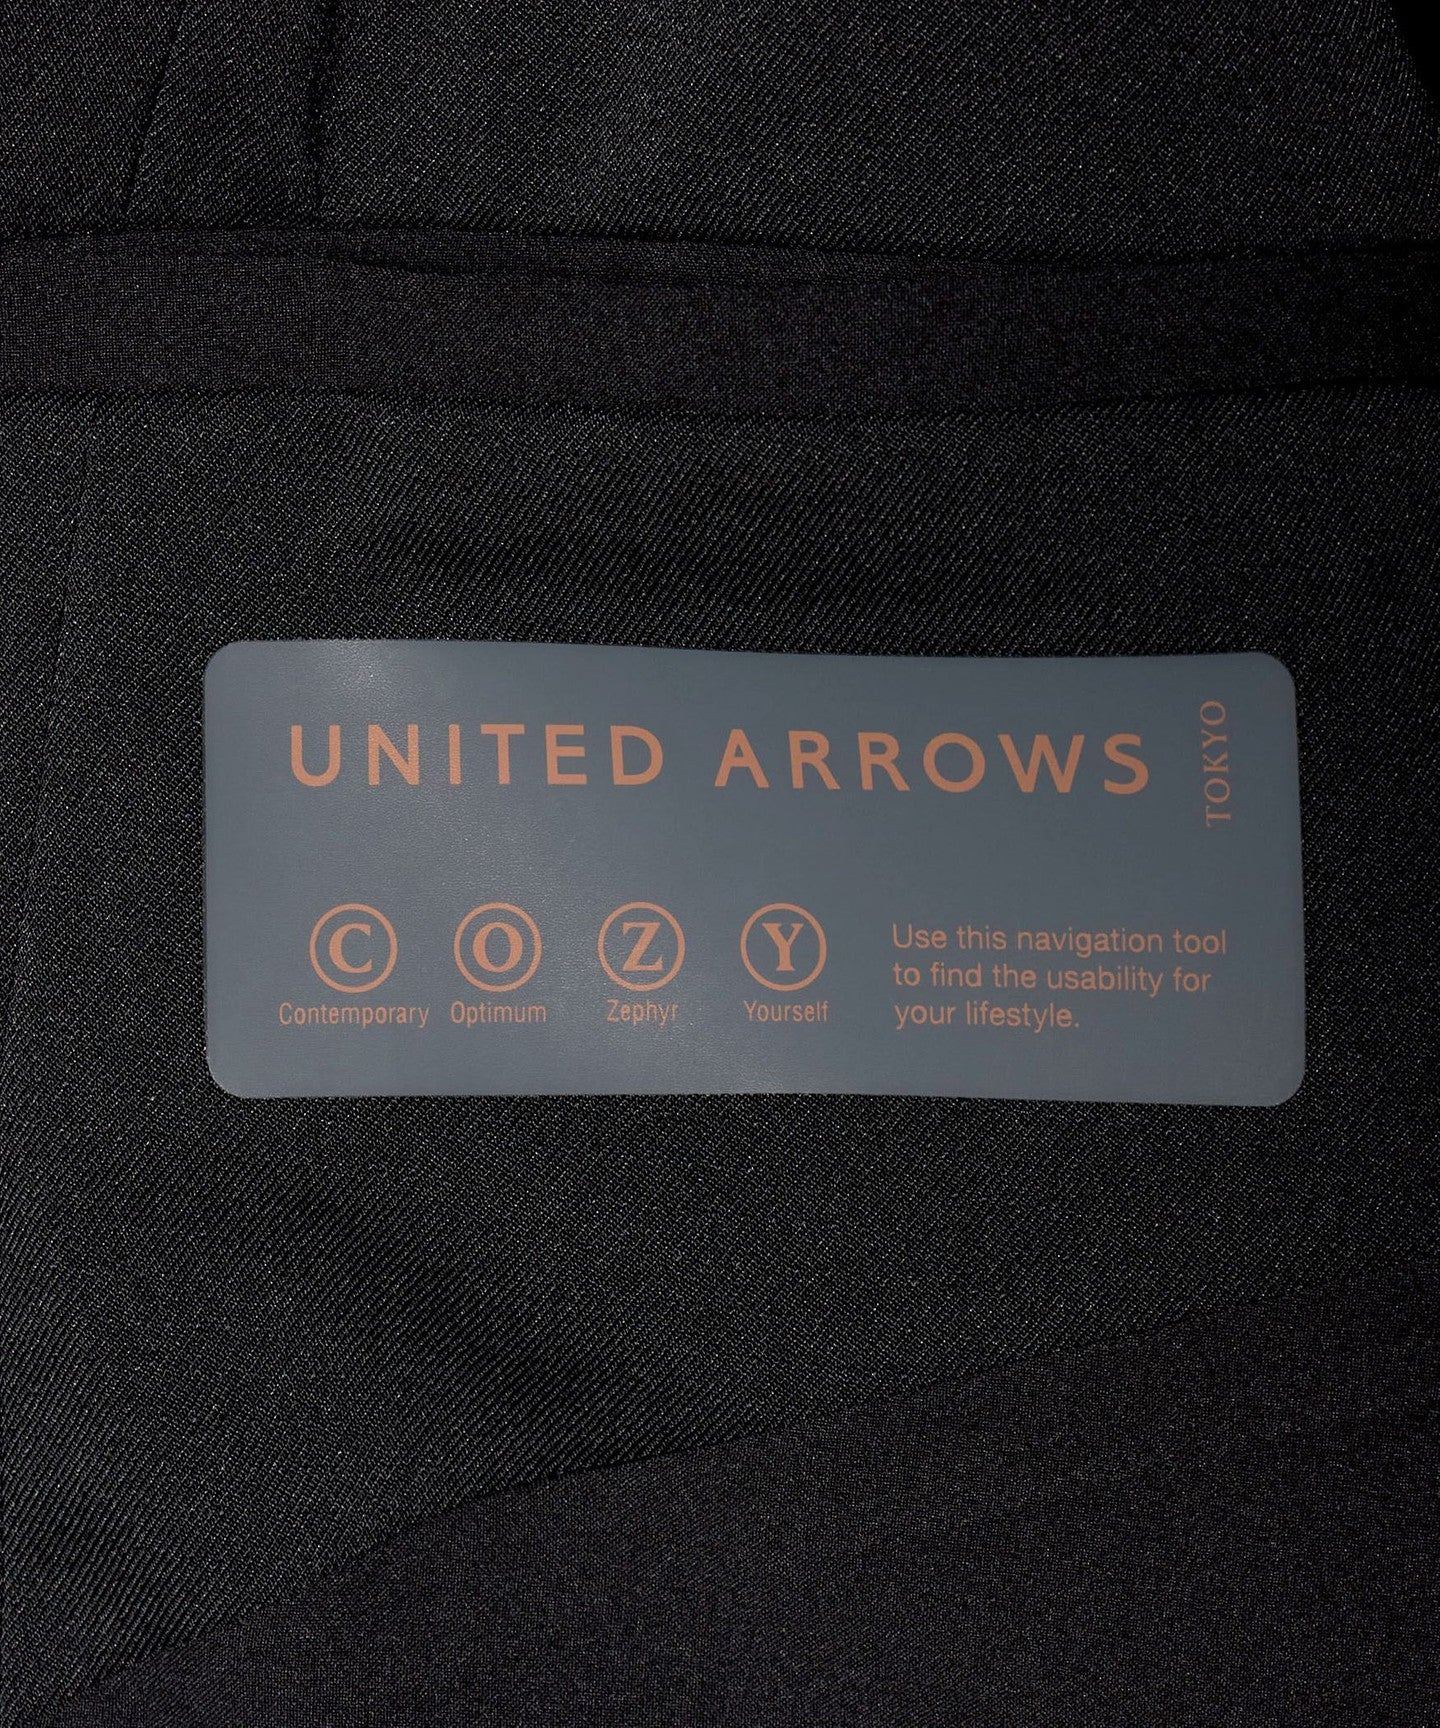 UNITED ARROWS
TOKYO
C O Z Y
Contemporary Optimum Zephyr Yourself
Use this navigation tool
to find the usability for
your lifestyle.